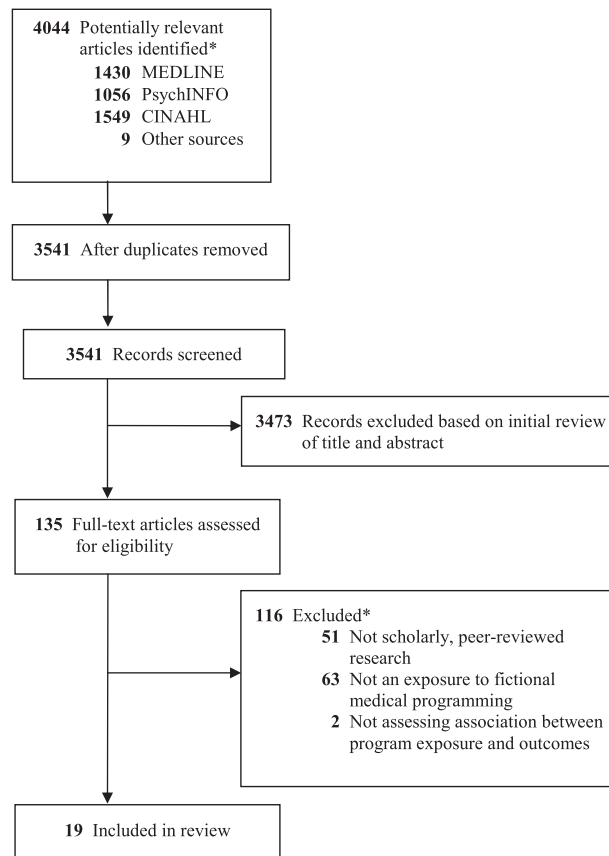 4044 Potentially relevant
articles identified*
1430 MEDLINE
1056 PsychINFO
1549 CINAHL
9 Other sources
3541 After duplicates removed
3541 Records screened
3473 Records excluded based on initial review
of title and abstract
135 Full-text articles assessed
for eligibility
116 Excluded*
51 Not scholarly, peer-reviewed
research
63 Not an exposure to fictional
medical programming
2 Not assessing association between
program exposure and outcomes
19 Included in review